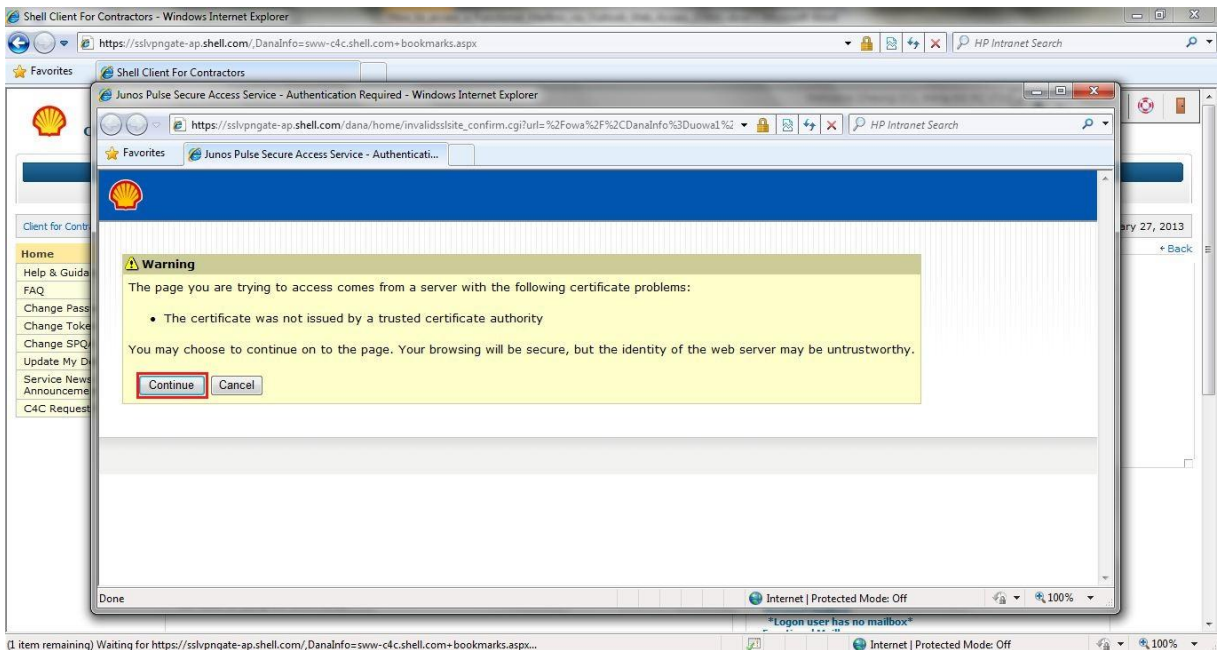 Shell Client For Contractors - Windows Internet Explorer
https://sslvpngate-ap.shell.com/,DanaInfo=sww-c4c.shell.com+bookmarks.aspx
HP Intranet Search
Favorites
Shell Client For Contractors
Junos Pulse Secure Access Service - Authentication Required - Windows Internet Explorer
https://sslvpngate-ap.shell.com/dana/home/invalidsslsite_confirm.cgi?url=%2Fowa%2F%2CDanaInfo%3Duowa1%2
HP Intranet Search
Favorites
Junos Pulse Secure Access Service - Authenticati...
Client for Contr
ary 27, 2013
Back
Home
Help & Guida
FAQ
Change Pass
Change Toke
Change SPQ
Update My D
Service News
Announceme
C4C Request
Warning
The page you are trying to access comes from a server with the following certificate problems:
• The certificate was not issued by a trusted certificate authority
You may choose to continue on to the page. Your browsing will be secure, but the identity of the web server may be untrustworthy.
Continue
Cancel
Done
Internet | Protected Mode: Off
100%
*Logon user has no mailbox*
(1 item remaining) Waiting for https://sslvpngate-ap.shell.com/,DanaInfo=sww-c4c.shell.com+bookmarks.aspx...
Internet | Protected Mode: Off
100%